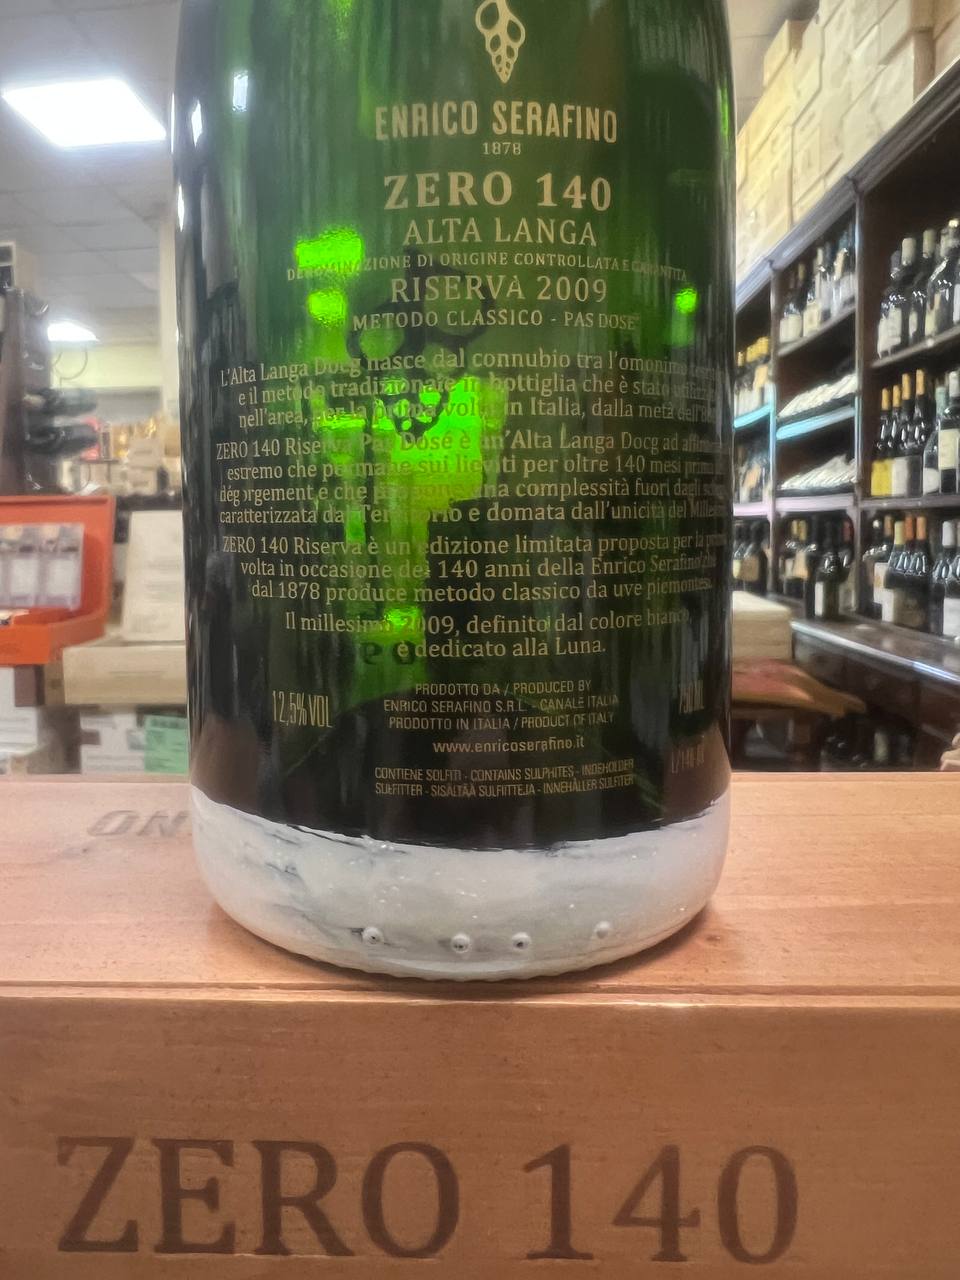 ENRICO SERAFINO
1878
ZERO 140
ALTA LANGA
DENOMINAZIONE DI ORIGINE CONTROLLATA E GARANTITA
RISERVA 2009
METODO CLASSICO - PAS DOSÉ
L'Alta Langa Docg nasce dal connubio tra l'omonimo
e il metodo tradizionale in bottiglia che è stato
nell'area, per la prima volta in Italia, dalla metà
ZERO 140 Riserva Pas Dosé è un'Alta Langa Docg ad
estremo che permane sui lieviti per oltre 140 mesi prima
dégorgement e che una complessità fuori dagli
caratterizzata dal Territorio e domata dall'unicità del
ZERO 140 Riserva è un'edizione limitata proposta per la
volta in occasione dei 140 anni della Enrico Serafino
dal 1878 produce metodo classico da uve piemontesi.
Il millesimo 2009, definito dal colore bianco,
è dedicato alla Luna.
12,5% VOL
PRODOTTO DA / PRODUCED BY
ENRICO SERAFINO S.R.L. - CANALE ITALIA
PRODOTTO IN ITALIA / PRODUCT OF ITALY
www.enricoserafino.it
CONTIENE SOLFITI - CONTAINS SULPHITES - INDEHOLDER
SULFITTER - SISÄLTÄÄ SULFIITTEJA - INNEHÅLLER SULFITER
ZERO 140